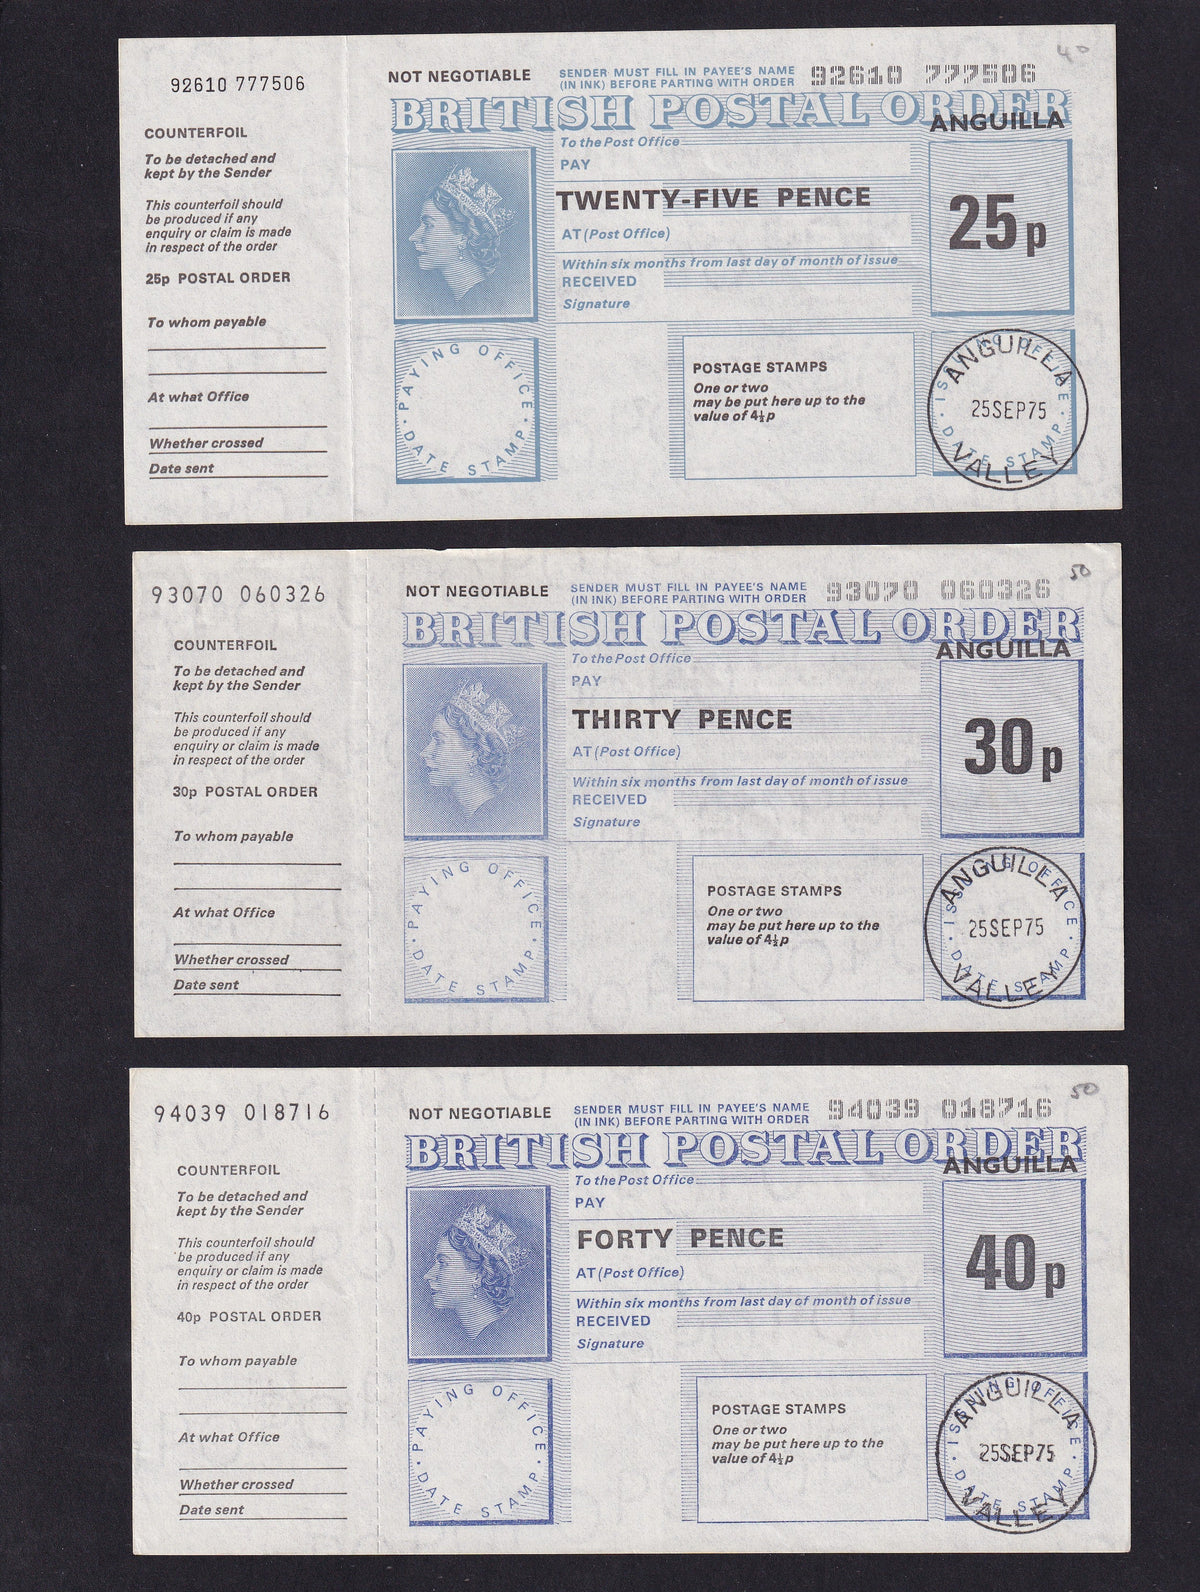 40
92610 777506
NOT NEGOTIABLE
SENDER MUST FILL IN PAYEE'S NAME
(IN INK) BEFORE PARTING WITH ORDER
92610 777506
BRITISH POSTAL ORDER
ANGUILLA
COUNTERFOIL
To be detached and
kept by the Sender
This counterfoil should
be produced if any
enquiry or claim is made
in respect of the order
25p POSTAL ORDER
To whom payable
At what Office
Whether crossed
Date sent
To the Post Office
PAY
TWENTY-FIVE PENCE
AT (Post Office)
Within six months from last day of month of issue
RECEIVED
Signature
25p
PAYING OFFICE
DATE STAMP
POSTAGE STAMPS
One or two
may be put here up to the
value of 4½p
ISSUING OFFICE
DATE STAMP
ANGUILLA
25SEP75
VALLEY
50
93070 060326
NOT NEGOTIABLE
SENDER MUST FILL IN PAYEE'S NAME
(IN INK) BEFORE PARTING WITH ORDER
93070 060326
BRITISH POSTAL ORDER
ANGUILLA
COUNTERFOIL
To be detached and
kept by the Sender
This counterfoil should
be produced if any
enquiry or claim is made
in respect of the order
30p POSTAL ORDER
To whom payable
At what Office
Whether crossed
Date sent
To the Post Office
PAY
THIRTY PENCE
AT (Post Office)
Within six months from last day of month of issue
RECEIVED
Signature
30p
PAYING OFFICE
DATE STAMP
POSTAGE STAMPS
One or two
may be put here up to the
value of 4½p
ISSUING OFFICE
DATE STAMP
ANGUILLA
25SEP75
VALLEY
50
94039 018716
NOT NEGOTIABLE
SENDER MUST FILL IN PAYEE'S NAME
(IN INK) BEFORE PARTING WITH ORDER
94039 018716
BRITISH POSTAL ORDER
ANGUILLA
COUNTERFOIL
To be detached and
kept by the Sender
This counterfoil should
be produced if any
enquiry or claim is made
in respect of the order
40p POSTAL ORDER
To whom payable
At what Office
Whether crossed
Date sent
To the Post Office
PAY
FORTY PENCE
AT (Post Office)
Within six months from last day of month of issue
RECEIVED
Signature
40p
PAYING OFFICE
DATE STAMP
POSTAGE STAMPS
One or two
may be put here up to the
value of 4½p
ISSUING OFFICE
DATE STAMP
ANGUILLA
25SEP75
VALLEY